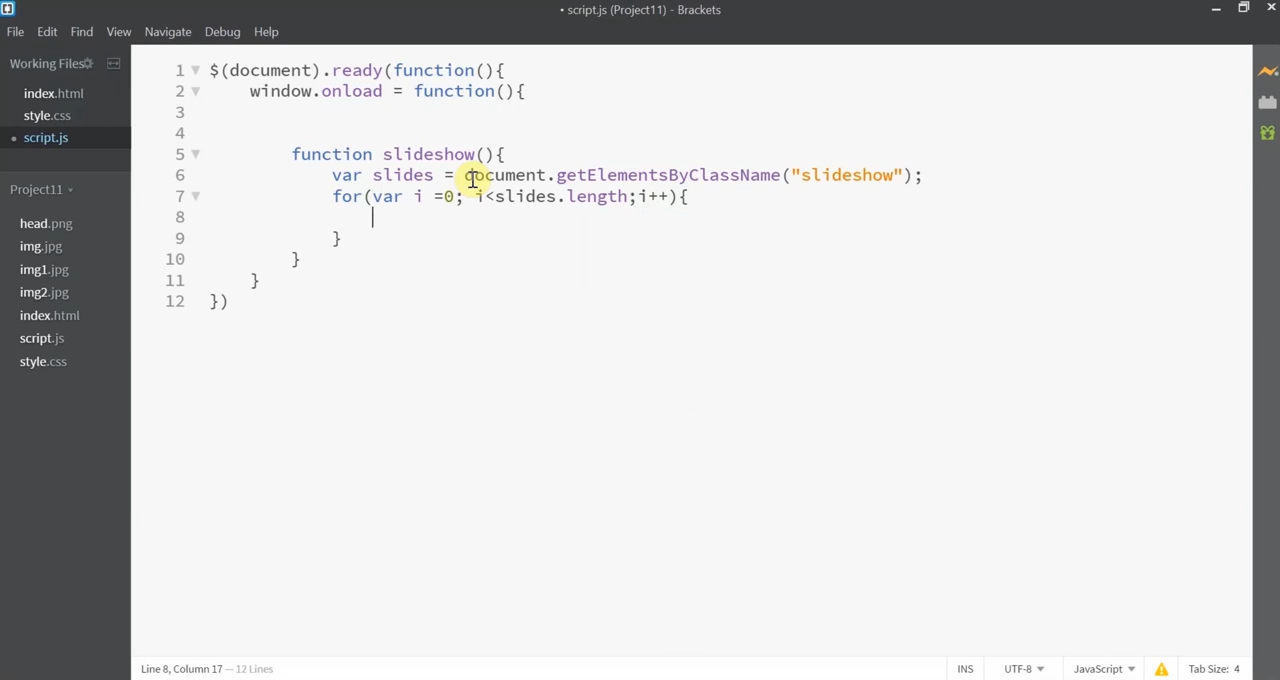 • script.js (Project11) - Brackets
File Edit Find View Navigate Debug Help
Working Files
index.html
style.css
• script.js
Project11
head.png
img.jpg
img1.jpg
img2.jpg
index.html
script.js
style.css
1 $(document).ready(function(){
2 window.onload = function(){
3
4
5 function slideshow(){
6 var slides = document.getElementsByClassName("slideshow");
7 for(var i =0; i<slides.length;i++){
8
9 }
10 }
11 }
12 })
Line 8, Column 17 — 12 Lines
INS UTF-8 JavaScript Tab Size: 4